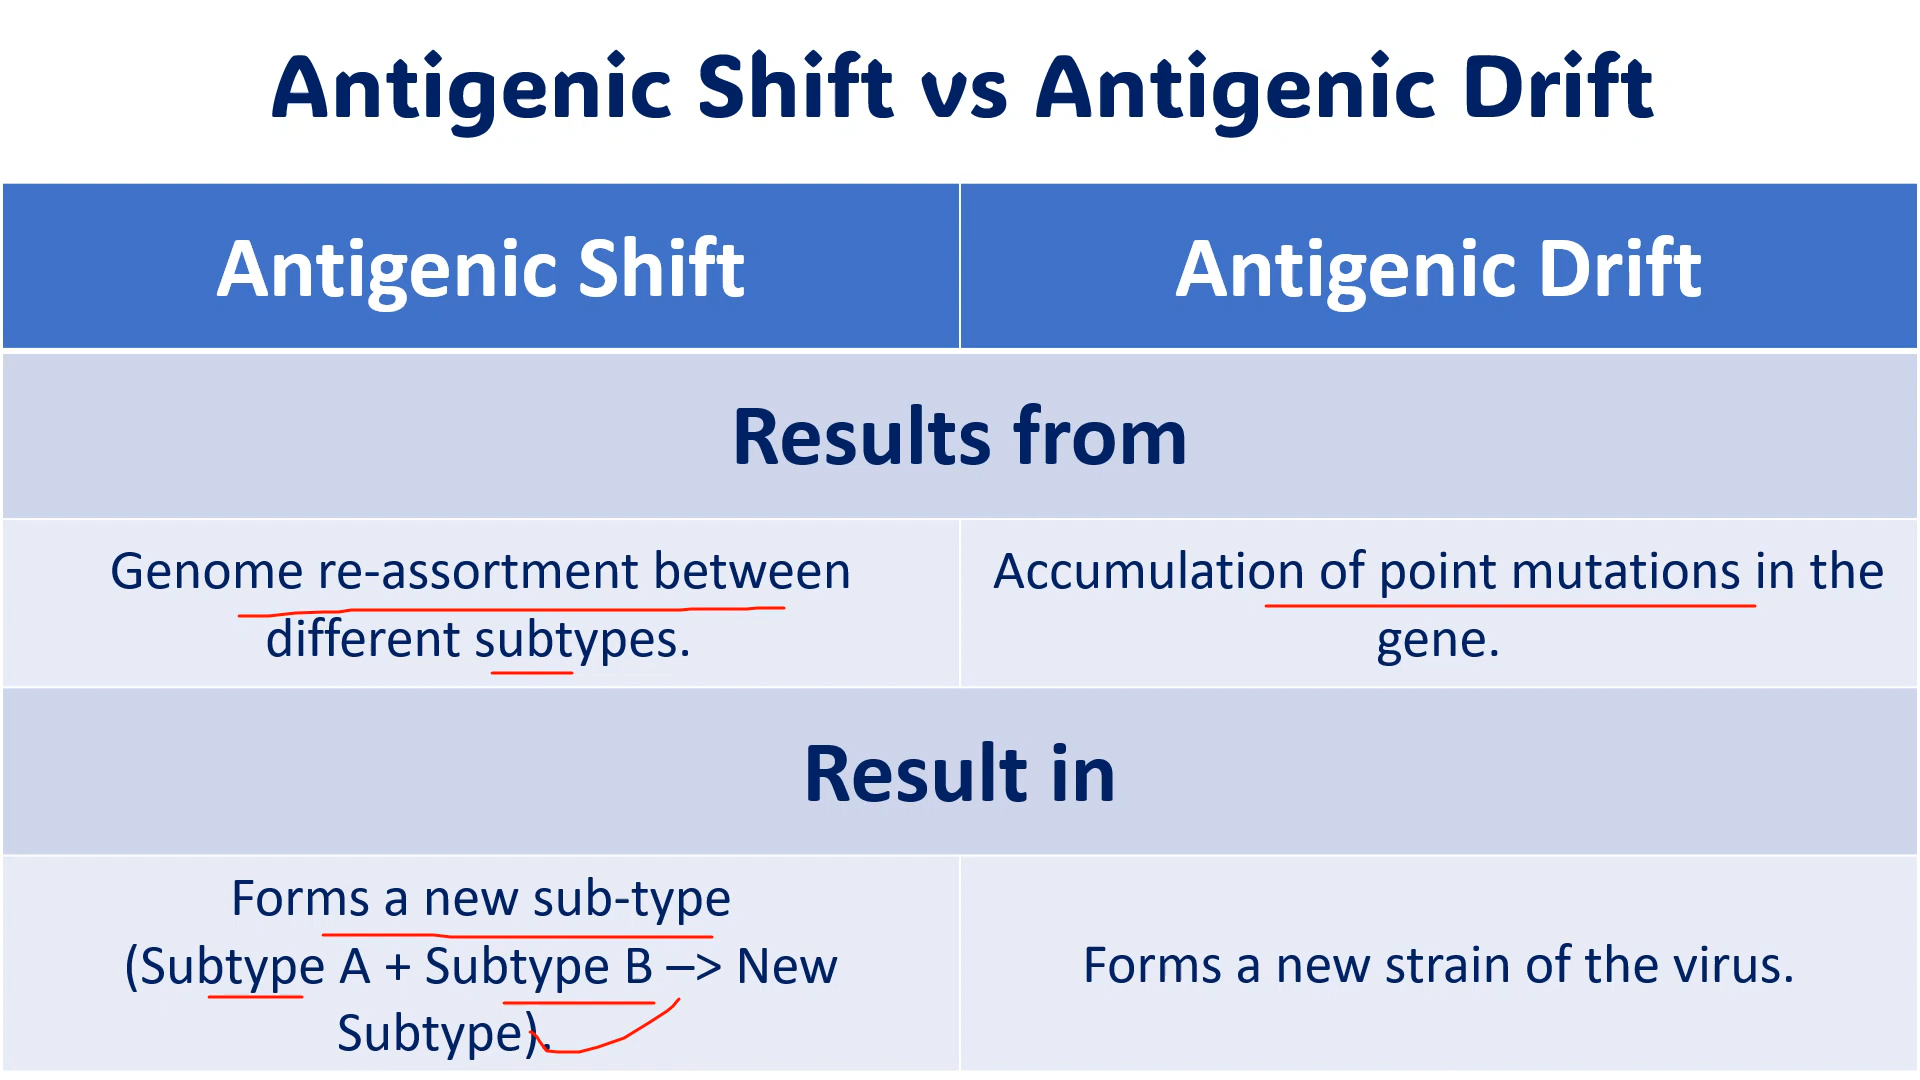 Antigenic Shift vs Antigenic Drift
Antigenic Shift
Antigenic Drift
Results from
Genome re-assortment between
different subtypes.
Accumulation of point mutations in the
gene.
Result in
Forms a new sub-type
(Subtype A + Subtype B –> New
Subtype).
Forms a new strain of the virus.